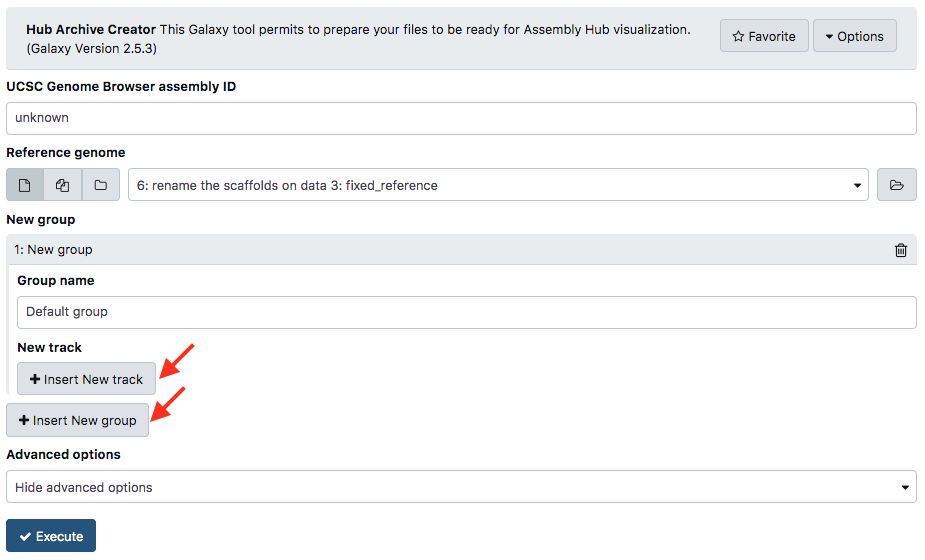 Hub Archive Creator This Galaxy tool permits to prepare your files to be ready for Assembly Hub visualization.
(Galaxy Version 2.5.3)
Favorite
Options
UCSC Genome Browser assembly ID
unknown
Reference genome
6: rename the scaffolds on data 3: fixed_reference
New group
1: New group
Group name
Default group
New track
Insert New track
Insert New group
Advanced options
Hide advanced options
Execute